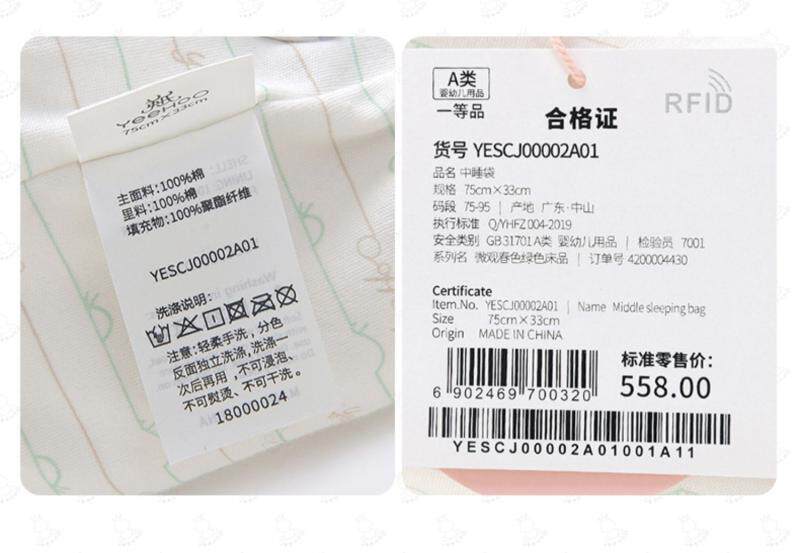 YeeHoO
75cm×33cm
主面料:100%棉
里料:100%棉
填充物:100%聚酯纤维
YESCJ00002A01
洗涤说明:
注意:轻柔手洗,分色
反面独立洗涤,洗涤一
次后再用,不可浸泡、
不可熨烫、不可干洗。
18000024
A类
婴幼儿用品
一等品
合格证
RFID
货号 YESCJ00002A01
品名 中睡袋
规格 75cm×33cm
码段 75-95 | 产地 广东·中山
执行标准 Q/YHFZ 004-2019
安全类别 GB 31701 A类 婴幼儿用品 | 检验员 7001
系列名 微观春色绿色床品 | 订单号 4200004430
Certificate
Item.No. YESCJ00002A01 | Name Middle sleeping bag
Size 75cm×33cm
Origin MADE IN CHINA
标准零售价:
558.00
6 902469 700320
YESCJ00002A01001A11